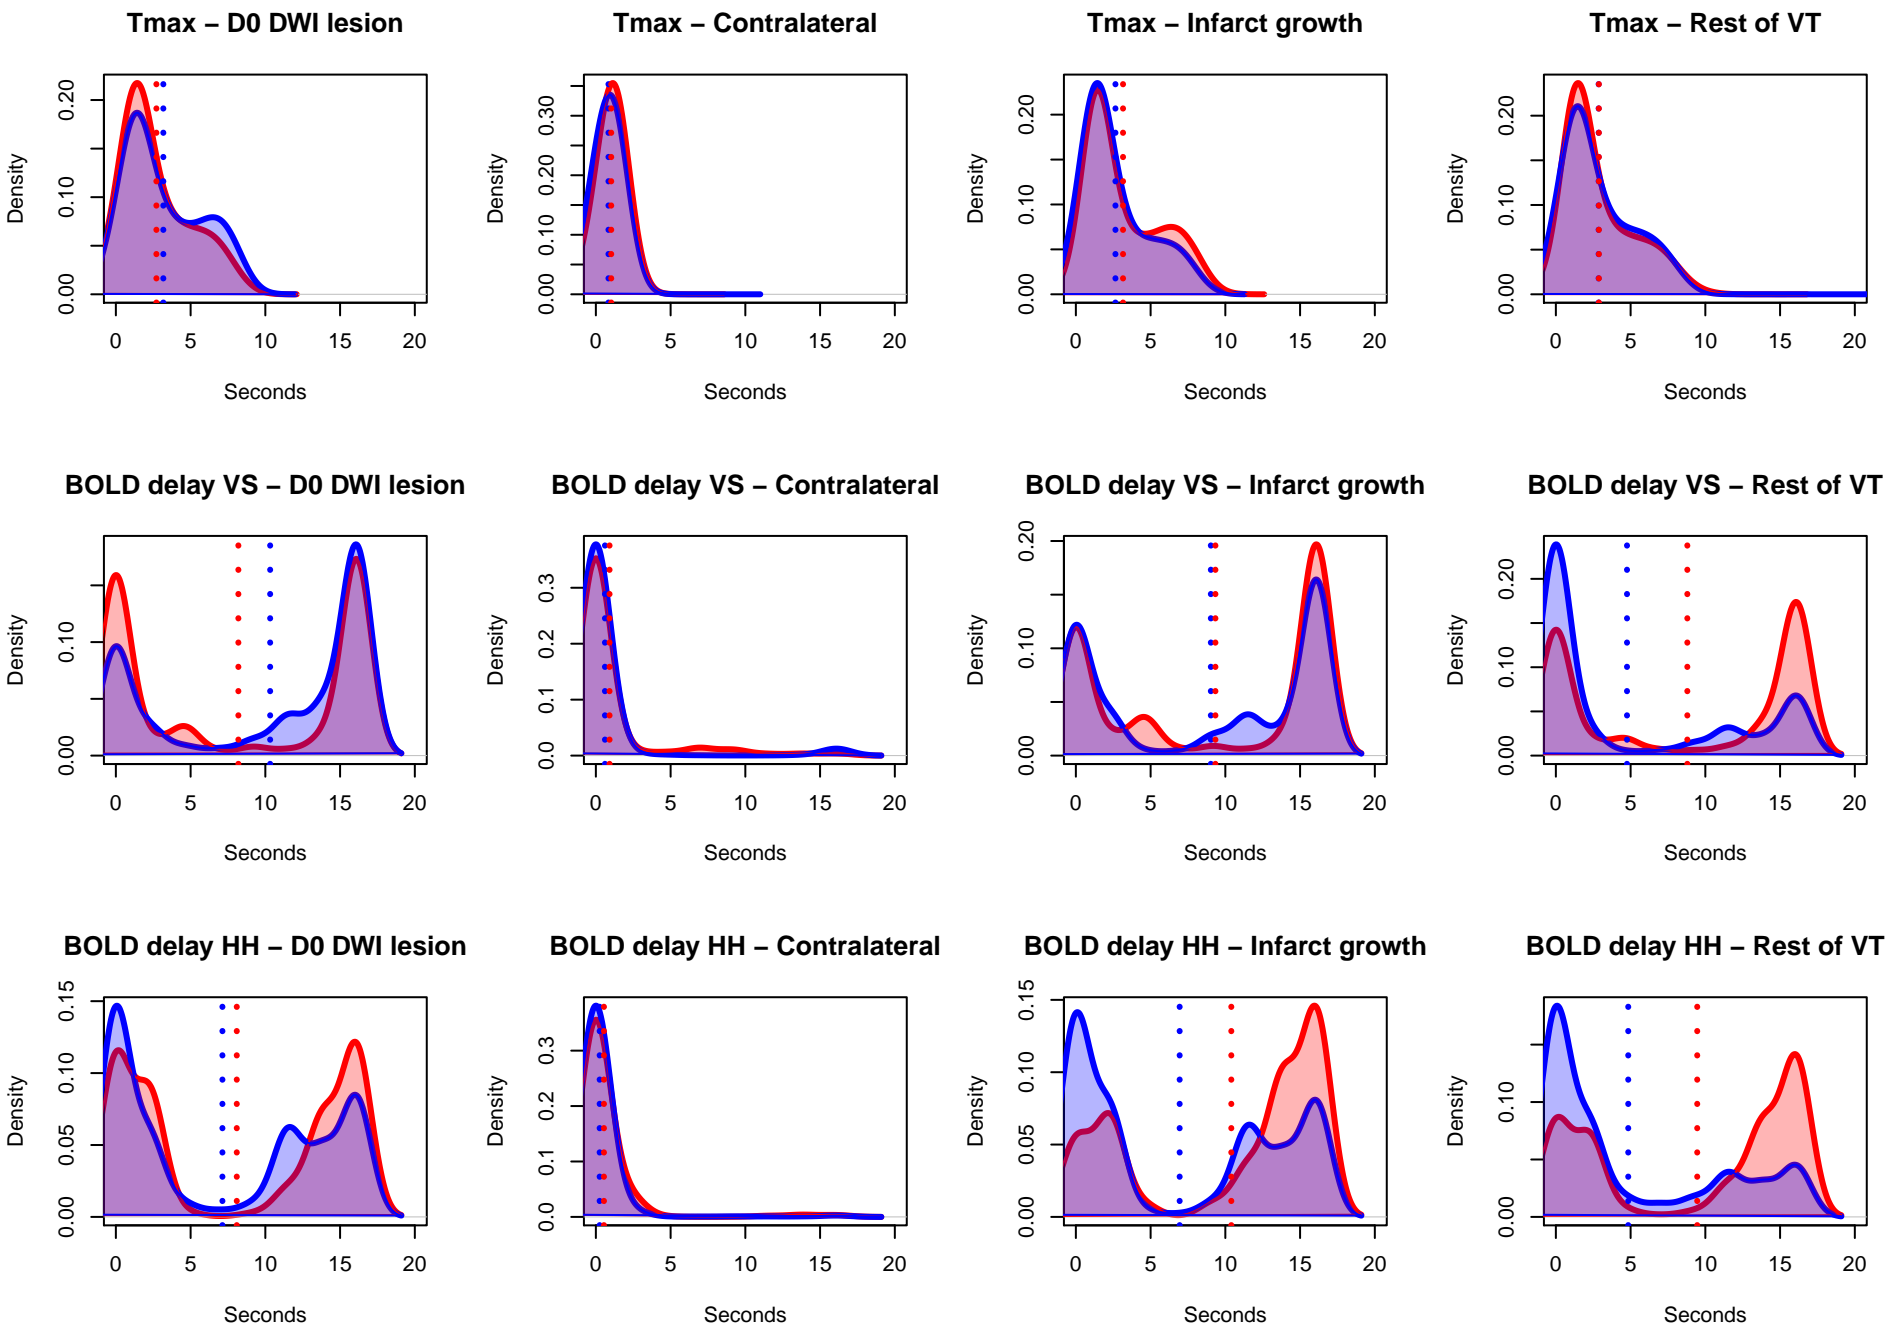 Tmax – D0 DWI lesion
Tmax – Contralateral
Tmax – Infarct growth
Tmax – Rest of VT
Density
0.00 0.10 0.20
0 5 10 15 20
Seconds
Density
0.00 0.10 0.20 0.30
0 5 10 15 20
Seconds
Density
0.00 0.10 0.20
0 5 10 15 20
Seconds
Density
0.00 0.10 0.20
0 5 10 15 20
Seconds
BOLD delay VS – D0 DWI lesion
BOLD delay VS – Contralateral
BOLD delay VS – Infarct growth
BOLD delay VS – Rest of VT
Density
0.00 0.10
0 5 10 15 20
Seconds
Density
0.0 0.1 0.2 0.3
0 5 10 15 20
Seconds
Density
0.00 0.10 0.20
0 5 10 15 20
Seconds
Density
0.00 0.10 0.20
0 5 10 15 20
Seconds
BOLD delay HH – D0 DWI lesion
BOLD delay HH – Contralateral
BOLD delay HH – Infarct growth
BOLD delay HH – Rest of VT
Density
0.00 0.05 0.10 0.15
0 5 10 15 20
Seconds
Density
0.0 0.1 0.2 0.3
0 5 10 15 20
Seconds
Density
0.00 0.05 0.10 0.15
0 5 10 15 20
Seconds
Density
0.00 0.10
0 5 10 15 20
Seconds